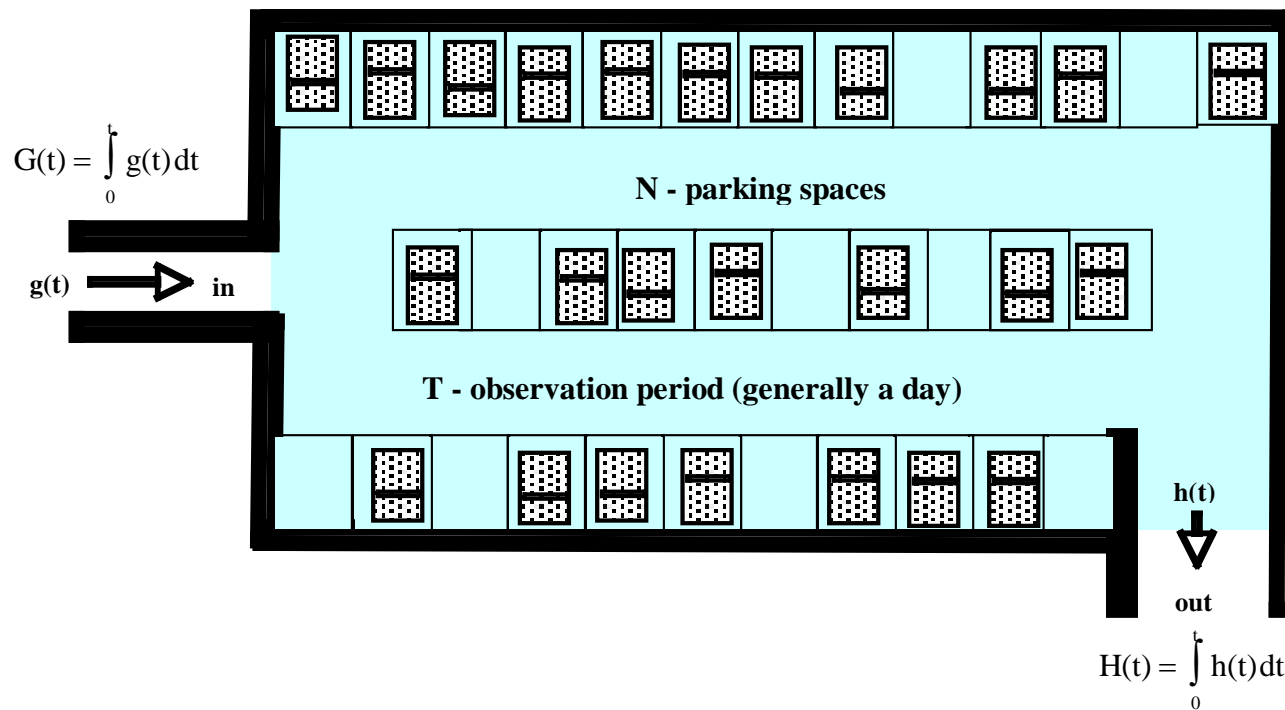 G(t) = ∫₀ᵗ g(t) dt
N - parking spaces
g(t)
in
T - observation period (generally a day)
h(t)
out
H(t) = ∫₀ᵗ h(t) dt